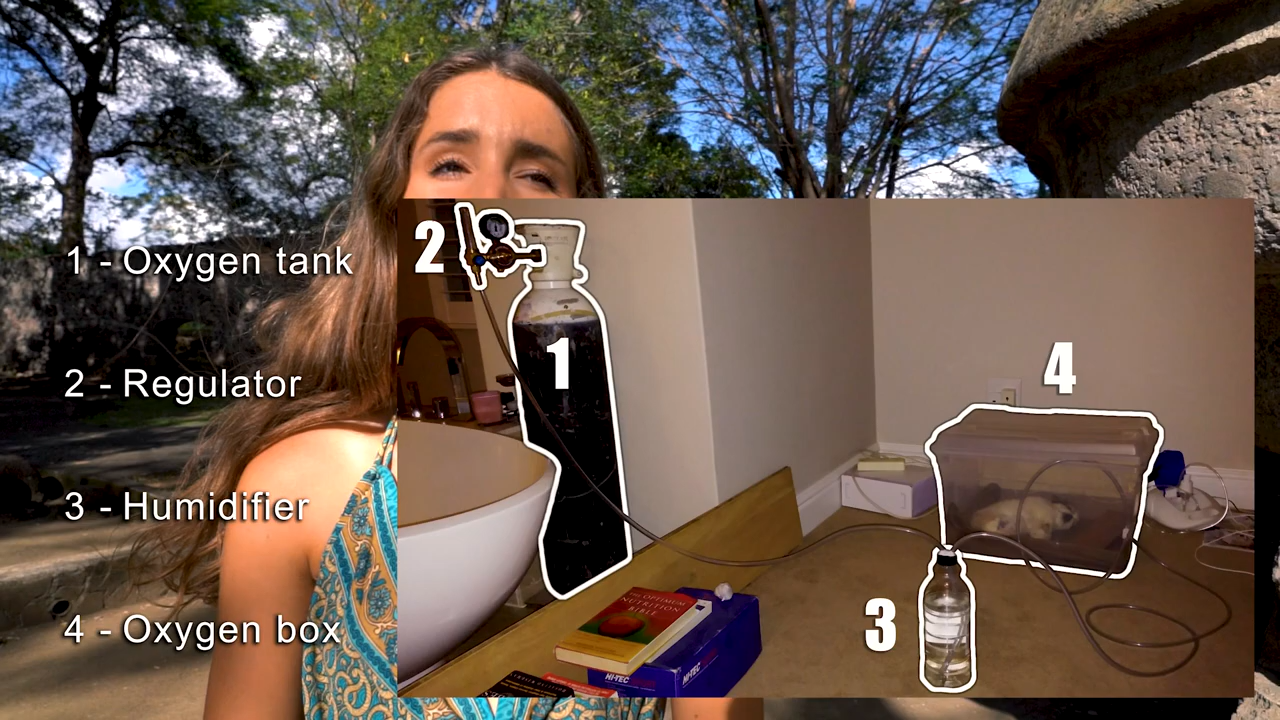 1 - Oxygen tank
2 - Regulator
3 - Humidifier
4 - Oxygen box
2
1
4
3
THE OPTIMUM
NUTRITION
BIBLE
HI-TEC